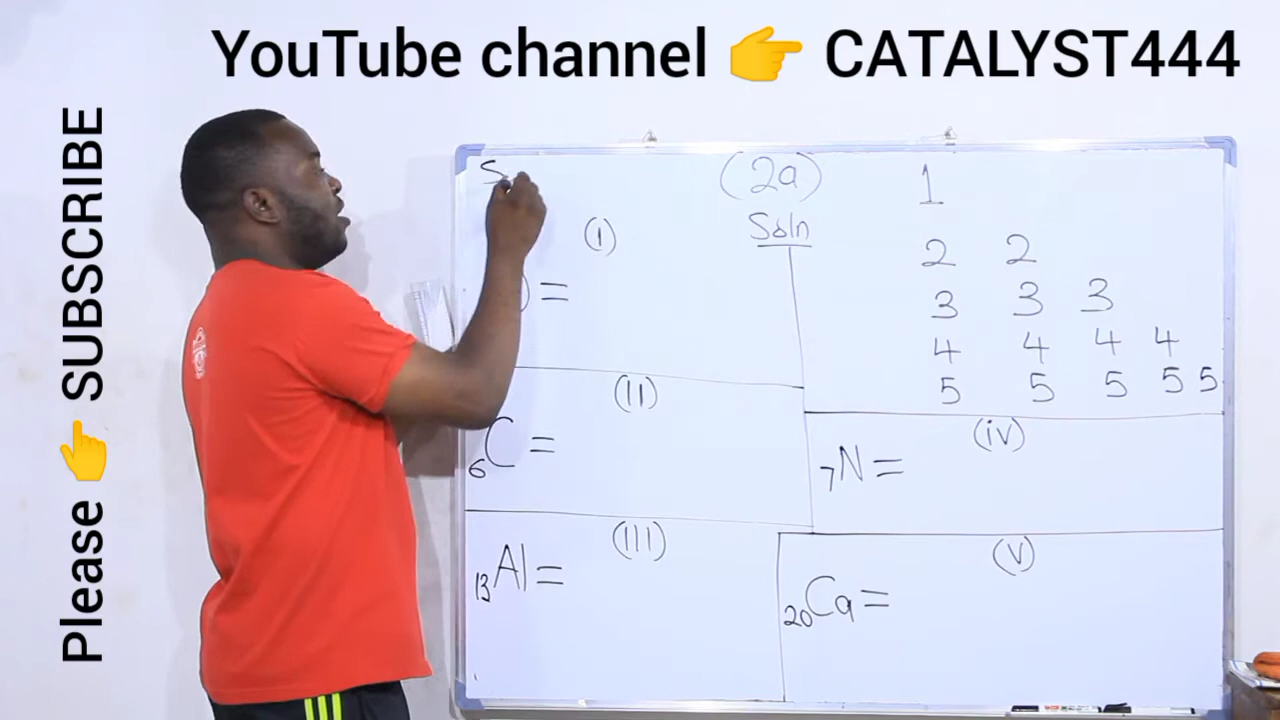 YouTube channel 👉 CATALYST444
Please 👆 SUBSCRIBE
S
(2a)
Soln
(I)
=
(II)
₆C =
(III)
₁₃Al =
1
2 2
3 3 3
4 4 4 4
5 5 5 5 5
(iv)
₇N =
(v)
₂₀Ca =